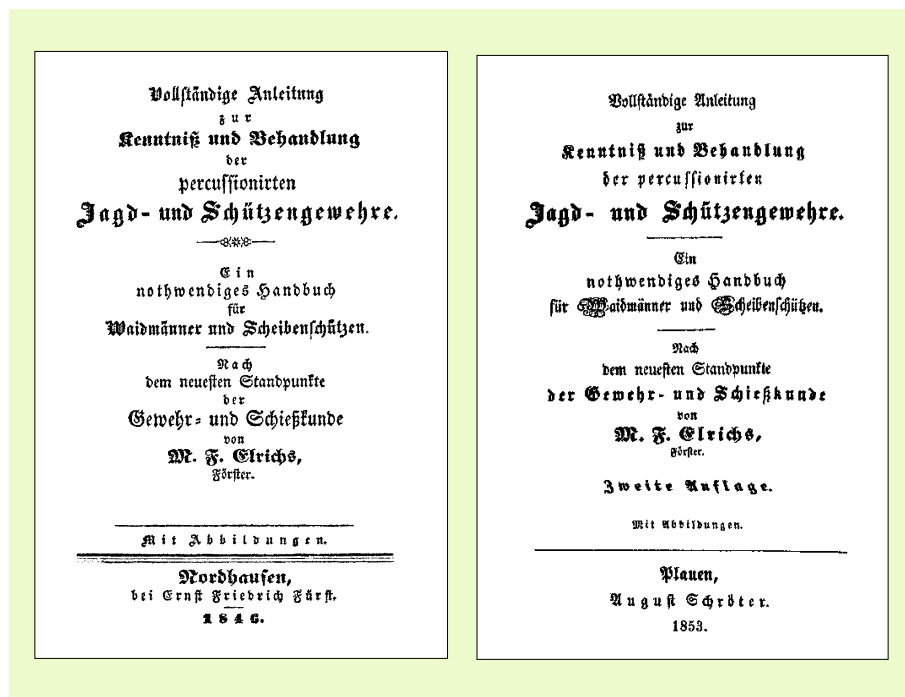 Vollständige Anleitung
zur
Kenntniß und Behandlung
der
percussionirten
Jagd- und Schützengewehre.
Ein
nothwendiges Handbuch
für
Waidmänner und Scheibenschützen.
Nach
dem neuesten Standpunkte
der
Gewehr- und Schießkunde
von
M. F. Elrichs,
Förster.
Mit Abbildungen.
Nordhausen,
bei Ernst Friedrich Fürst.
1846.
Vollständige Anleitung
zur
Kenntniß und Behandlung
der percussionirten
Jagd- und Schützengewehre.
Ein
nothwendiges Handbuch
für Waidmänner und Scheibenschützen.
Nach
dem neuesten Standpunkte
der Gewehr- und Schießkunde
von
M. F. Elrichs,
Förster.
Zweite Auflage.
Mit Abbildungen.
Plauen,
August Schröter.
1853.